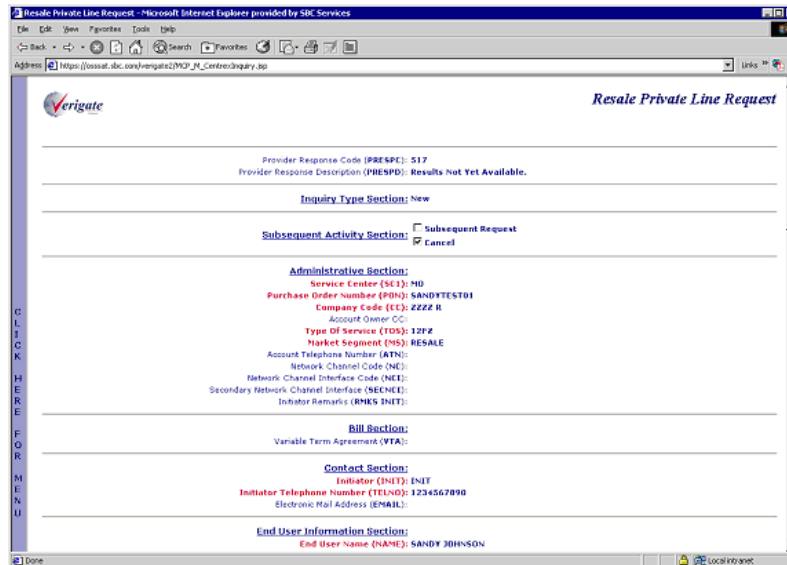 Resale Private Line Request - Microsoft Internet Explorer provided by SBC Services
File Edit View Favorites Tools Help
Back Search Favorites
Address https://osssat.sbc.com/verigate2/MCP_M_CentrexInquiry.jsp Links »
Verigate
Resale Private Line Request
Provider Response Code (PRESPC): 517
Provider Response Description (PRESPD): Results Not Yet Available.
Inquiry Type Section: New
Subsequent Activity Section: Subsequent Request
Cancel
Administrative Section:
Service Center (SC1): MO
Purchase Order Number (PON): SANDYTEST01
Company Code (CC): ZZZZ R
Account Owner CC:
Type Of Service (TOS): 12FZ
Market Segment (MS): RESALE
Account Telephone Number (ATN):
Network Channel Code (NC):
Network Channel Interface Code (NCI):
Secondary Network Channel Interface (SECNCI):
Initiator Remarks (RMKS INIT):
Bill Section:
Variable Term Agreement (VTA):
Contact Section:
Initiator (INIT): INIT
Initiator Telephone Number (TELNO): 1234567890
Electronic Mail Address (EMAIL):
End User Information Section:
End User Name (NAME): SANDY JOHNSON
CLICK HERE FOR MENU
Done Local intranet